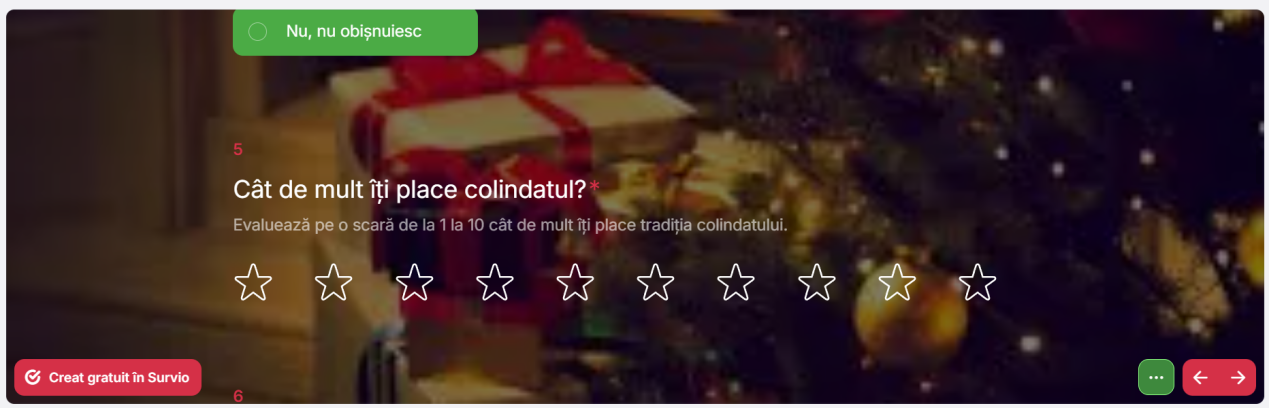 Nu, nu obișnuiesc
5
Cât de mult îți place colindatul?*
Evaluează pe o scară de la 1 la 10 cât de mult îți place tradiția colindatului.
Creat gratuit în Survio
6